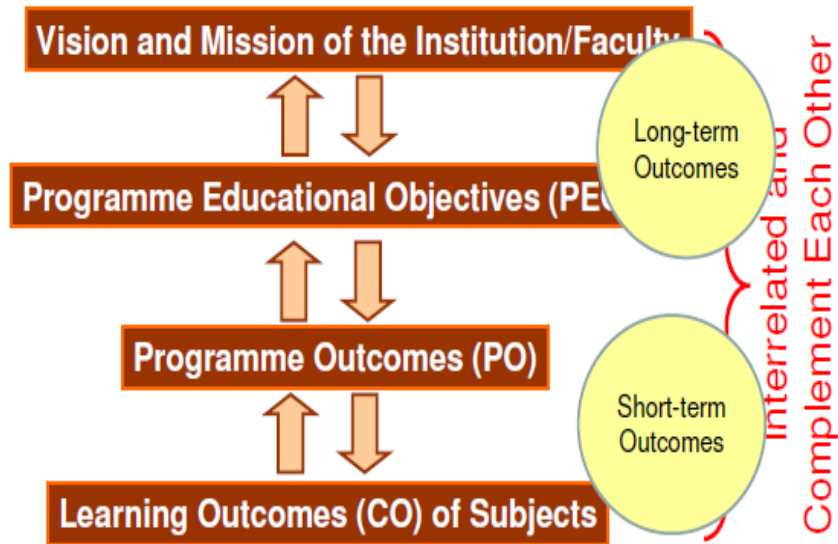 Vision and Mission of the Institution/Faculty
Long-term
Outcomes
Programme Educational Objectives (PEO
Programme Outcomes (PO)
Short-term
Outcomes
Learning Outcomes (CO) of Subjects
Interrelated and
Complement Each Other